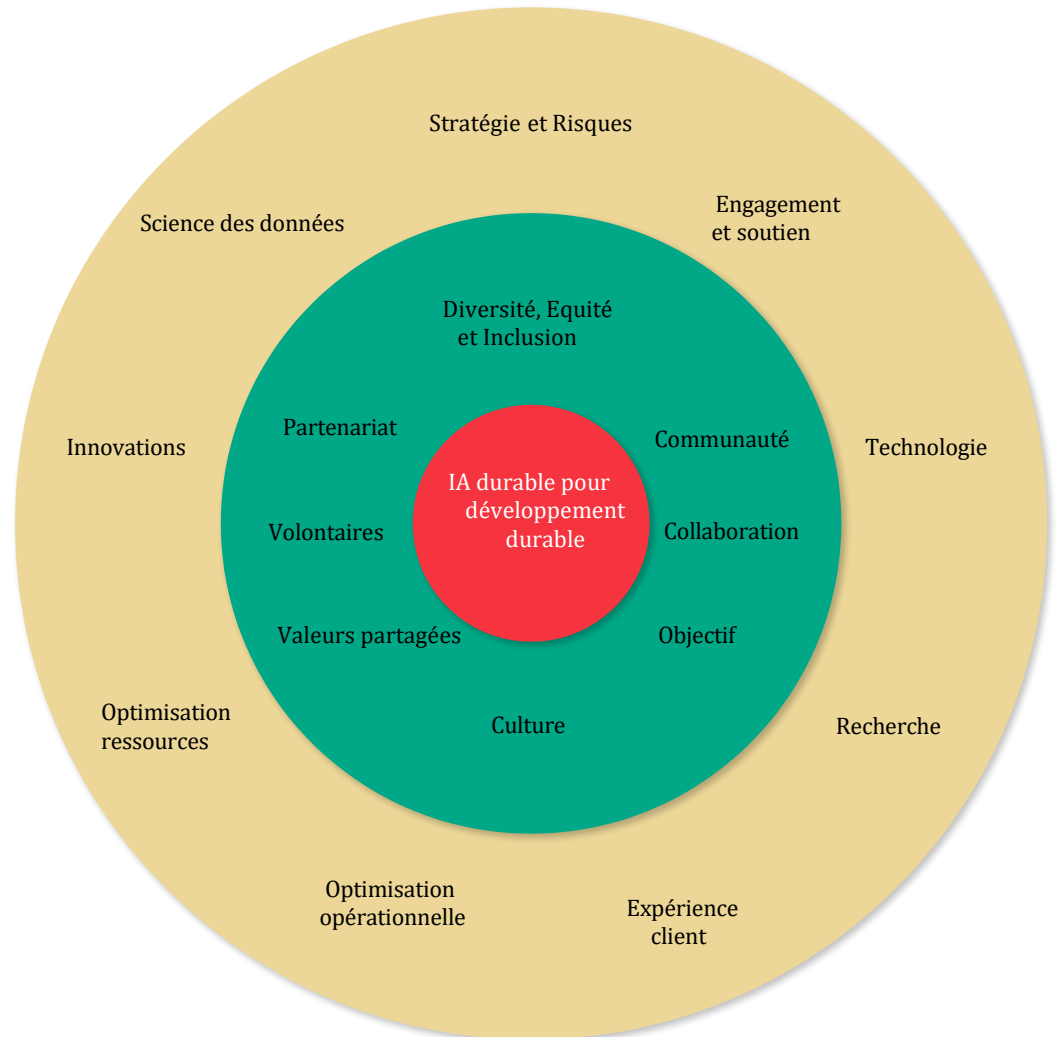 Stratégie et Risques
Science des données
Engagement
et soutien
Diversité, Equité
et Inclusion
Partenariat
Communauté
Innovations
Technologie
IA durable pour
développement
durable
Volontaires
Collaboration
Valeurs partagées
Objectif
Optimisation
ressources
Culture
Recherche
Optimisation
opérationnelle
Expérience
client